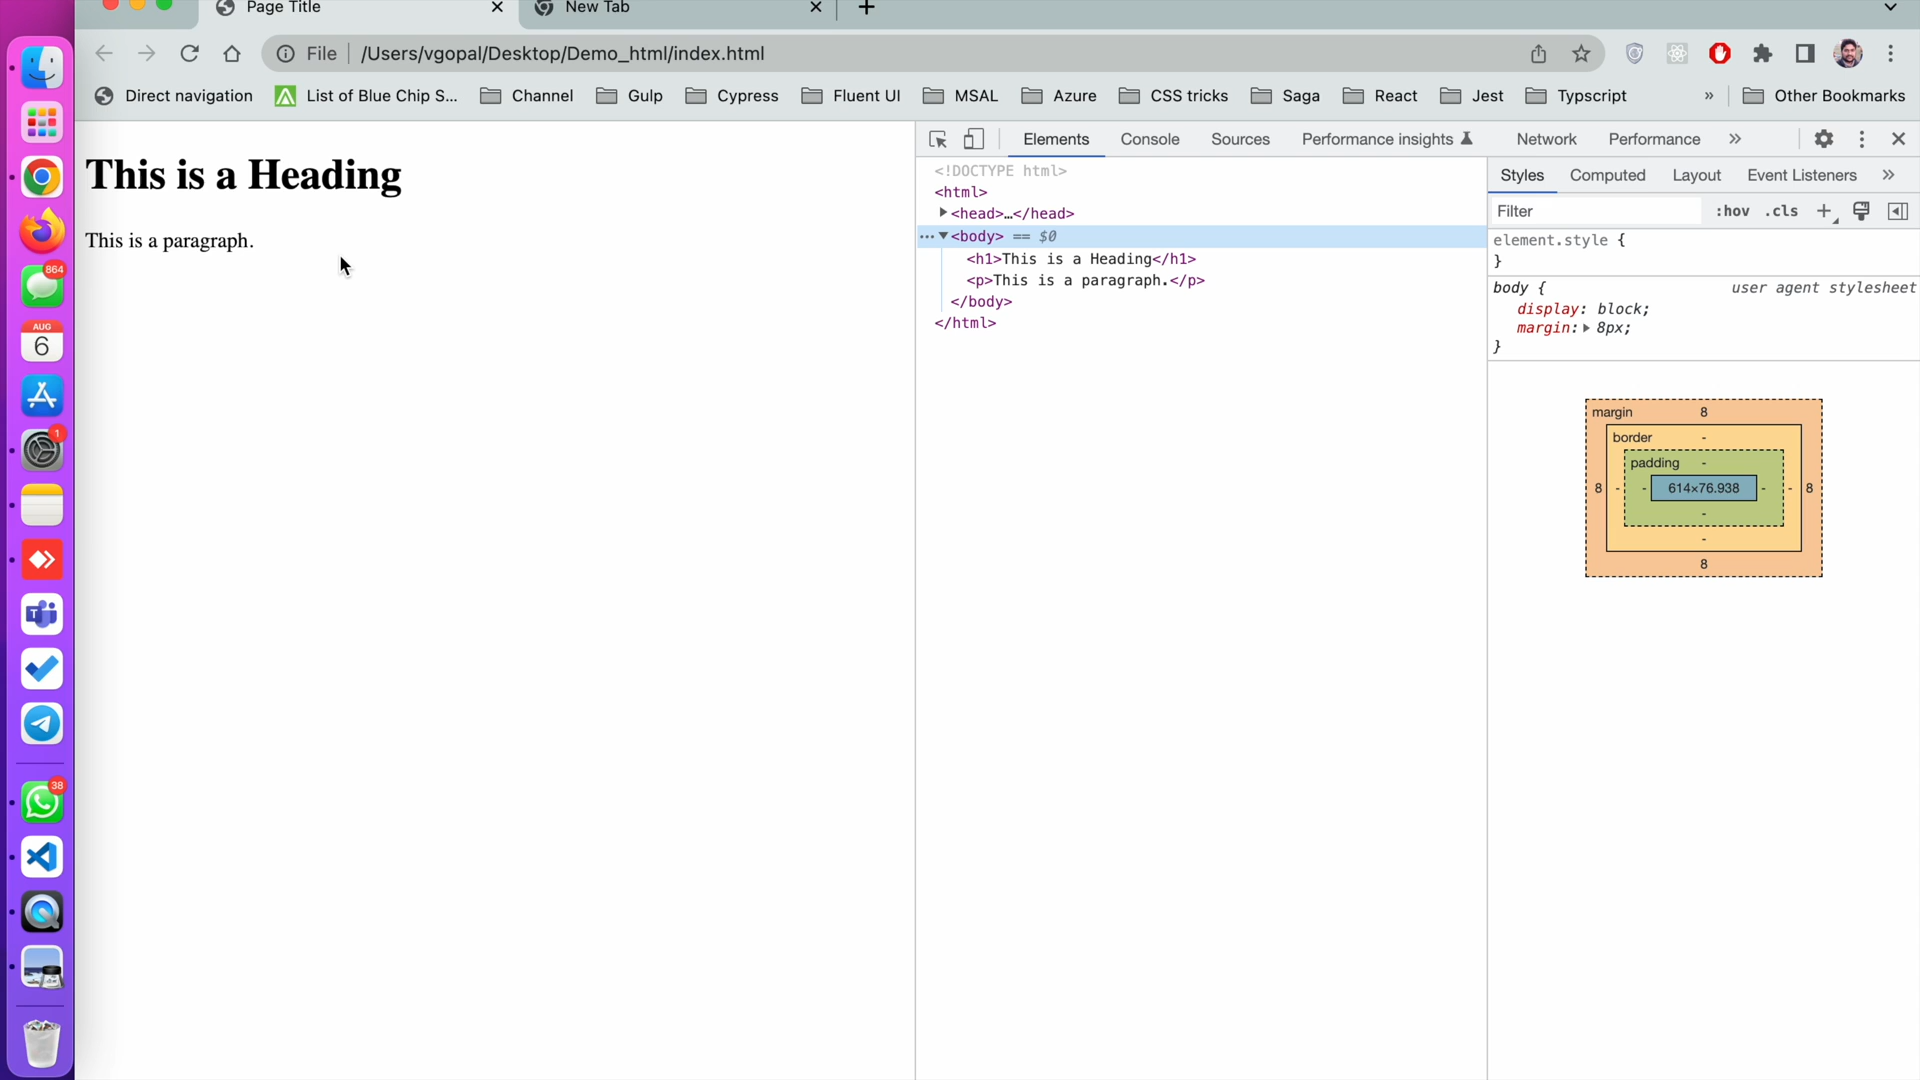 Page Title
New Tab
File /Users/vgopal/Desktop/Demo_html/index.html
Direct navigation List of Blue Chip S... Channel Gulp Cypress Fluent UI MSAL Azure CSS tricks Saga React Jest Typscript » Other Bookmarks
This is a Heading
This is a paragraph.
Elements Console Sources Performance insights Network Performance »
<!DOCTYPE html>
<html>
<head>…</head>
<body> == $0
<h1>This is a Heading</h1>
<p>This is a paragraph.</p>
</body>
</html>
Styles Computed Layout Event Listeners »
Filter :hov .cls
element.style {
}
body { user agent stylesheet
display: block;
margin: 8px;
}
margin 8
border -
padding -
8 - - 614×76.938 - - 8
-
-
8
864
AUG
6
1
38